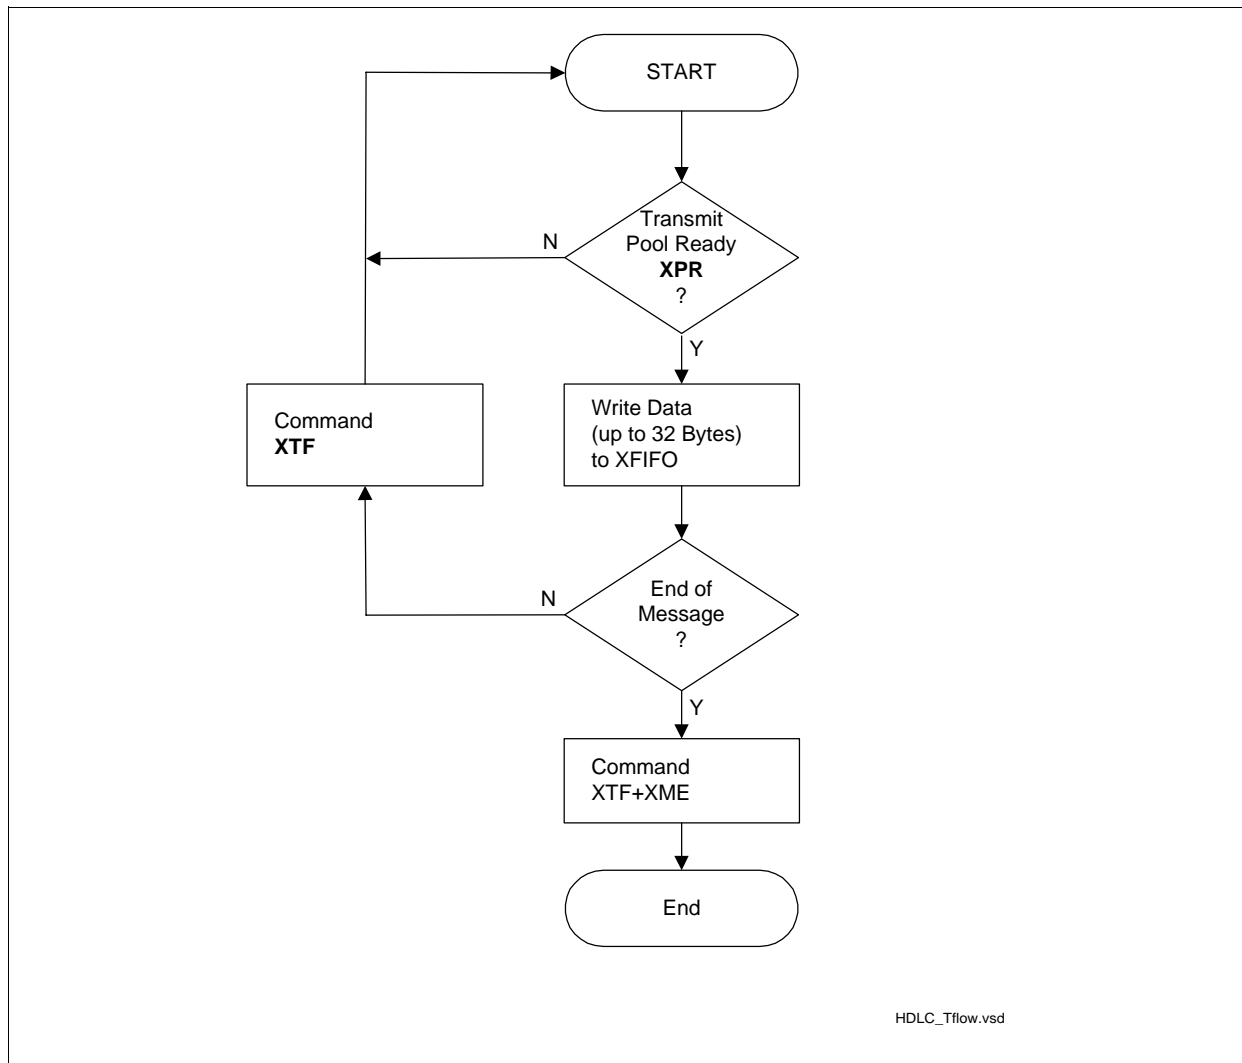 START
Transmit
Pool Ready
XPR
?
N
Y
Command
XTF
Write Data
(up to 32 Bytes)
to XFIFO
End of
Message
?
N
Y
Command
XTF+XME
End
HDLC_Tflow.vsd